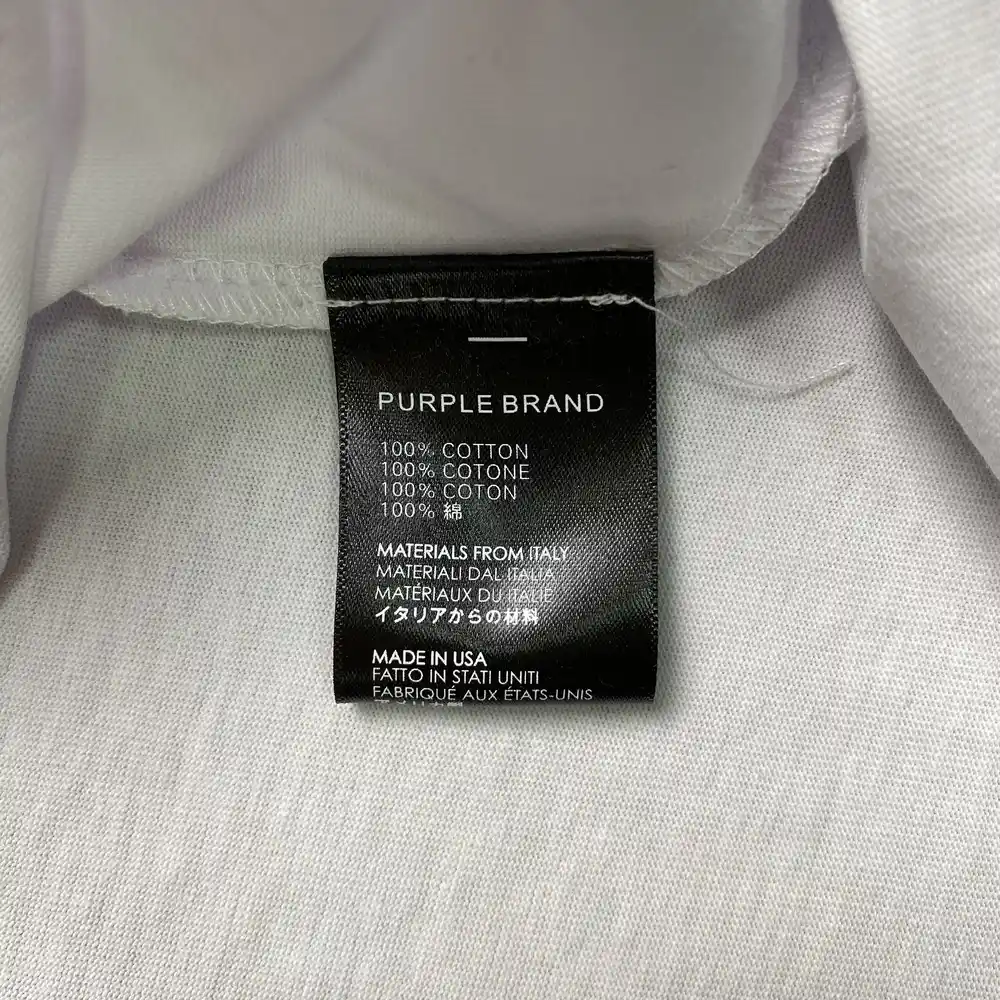 PURPLE BRAND
100% COTTON
100% COTONE
100% COTON
100% 綿
MATERIALS FROM ITALY
MATERIALI DAL ITALIA
MATÉRIAUX DU ITALIE
イタリアからの材料
MADE IN USA
FATTO IN STATI UNITI
FABRIQUÉ AUX ÉTATS-UNIS